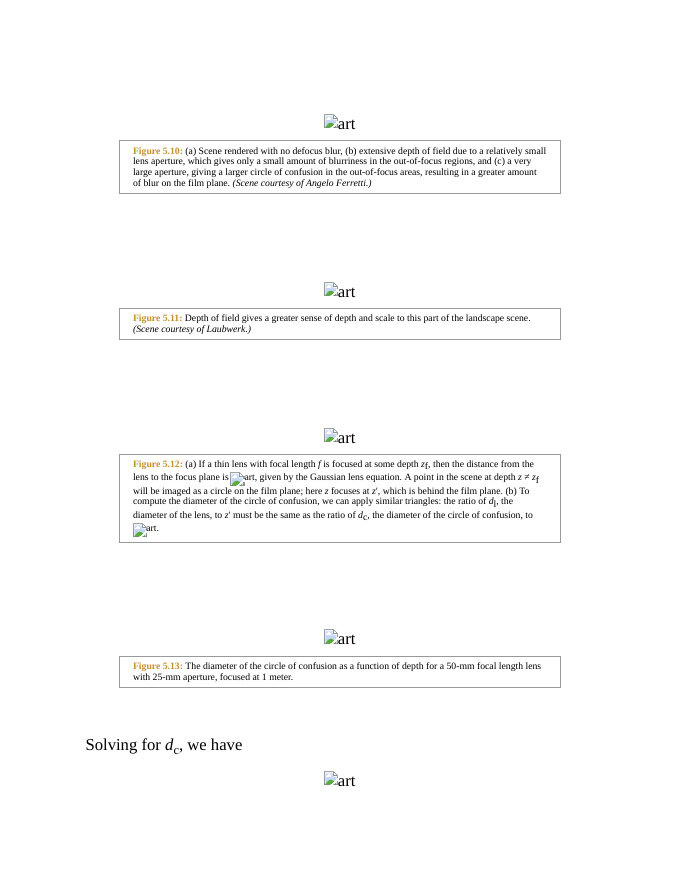 art
Figure 5.10: (a) Scene rendered with no defocus blur, (b) extensive depth of field due to a relatively small
lens aperture, which gives only a small amount of blurriness in the out-of-focus regions, and (c) a very
large aperture, giving a larger circle of confusion in the out-of-focus areas, resulting in a greater amount
of blur on the film plane. (Scene courtesy of Angelo Ferretti.)
art
Figure 5.11: Depth of field gives a greater sense of depth and scale to this part of the landscape scene.
(Scene courtesy of Laubwerk.)
art
Figure 5.12: (a) If a thin lens with focal length f is focused at some depth zf, then the distance from the
lens to the focus plane is art, given by the Gaussian lens equation. A point in the scene at depth z ≠ zf
will be imaged as a circle on the film plane; here z focuses at z′, which is behind the film plane. (b) To
compute the diameter of the circle of confusion, we can apply similar triangles: the ratio of dl, the
diameter of the lens, to z′ must be the same as the ratio of dc, the diameter of the circle of confusion, to
art.
art
Figure 5.13: The diameter of the circle of confusion as a function of depth for a 50-mm focal length lens
with 25-mm aperture, focused at 1 meter.
Solving for dc, we have
art